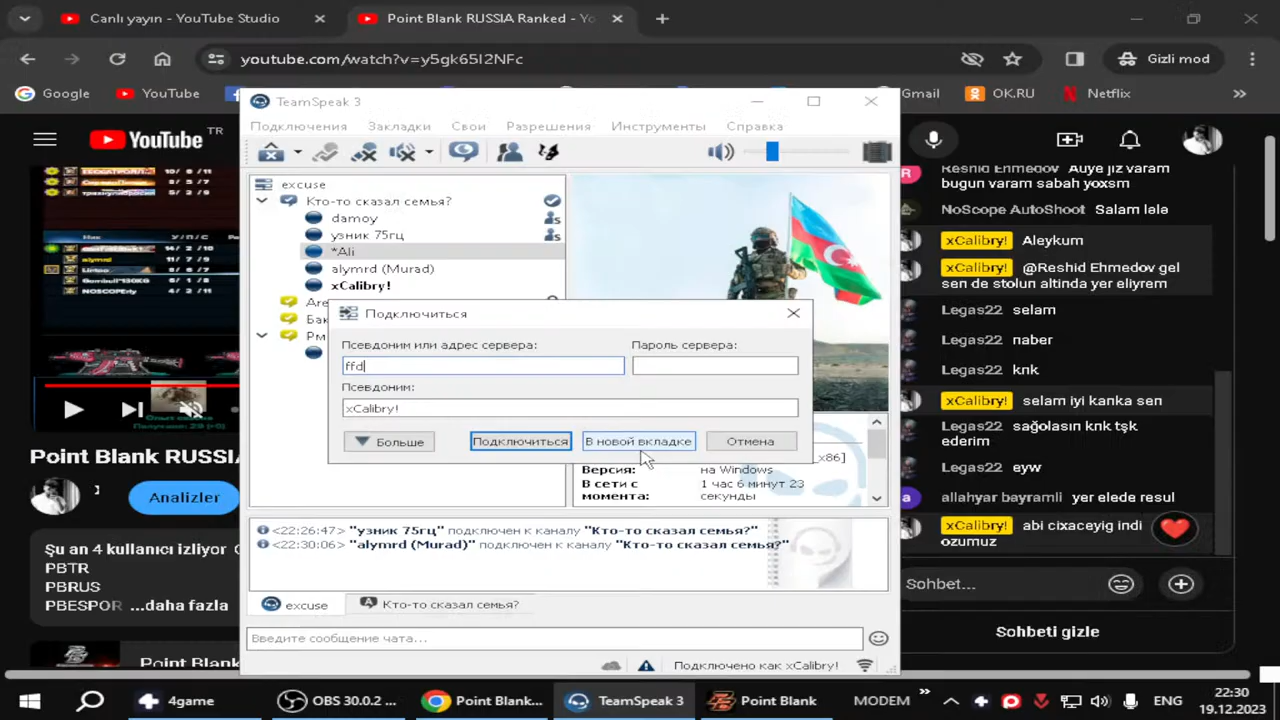 Canlı yayın - YouTube Studio
Point Blank RUSSIA Ranked - Yo
youtube.com/watch?v=y5gk65I2NFc
Gizli mod
Google
YouTube
Gmail
OK.RU
Netflix
YouTube TR
TeamSpeak 3
Подключения Закладки Свои Разрешения Инструменты Справка
excuse
Кто-то сказал семья?
damoy
узник 75гц
*Ali
alymrd (Murad)
xCalibry!
Подключиться
Псевдоним или адрес сервера:
Пароль сервера:
ffd
Псевдоним:
xCalibry!
Больше
Подключиться
В новой вкладке
Отмена
_x86]
Версия: на Windows
В сети с 1 час 6 минут 23
момента: секунды
<22:26:47> "узник 75гц" подключен к каналу "Кто-то сказал семья?"
<22:30:06> "alymrd (Murad)" подключен к каналу "Кто-то сказал семья?"
excuse
Кто-то сказал семья?
Введите сообщение чата...
Подключено как xCalibry!
Point Blank RUSSIA
Analizler
Şu an 4 kullanıcı izliyor
PBTR
PBRUS
PBESPOR ...daha fazla
Point Blank
Reshid Ehmedov Auye jiz varam
bugun varam sabah yoxsm
NoScope AutoShoot Salam lele
xCalibry! Aleykum
xCalibry! @Reshid Ehmedov gel
sen de stolun altinda yer eliyrem
Legas22 selam
Legas22 naber
Legas22 knk
xCalibry! selam iyi kanka sen
xCalibry! sağolasın knk tşk
ederim
Legas22 eyw
allahyar bayramli yer elede resul
xCalibry! abi cixaceyig indi
ozumuz
Sohbet...
Sohbeti gizle
4game
OBS 30.0.2 ...
Point Blank...
TeamSpeak 3
Point Blank
MODEM
ENG
22:30
19.12.2023